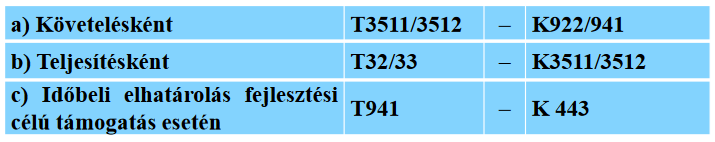 a) Követelésként T3511/3512 – K922/941
b) Teljesítésként T32/33 – K3511/3512
c) Időbeli elhatárolás fejlesztési
célú támogatás esetén T941 – K 443